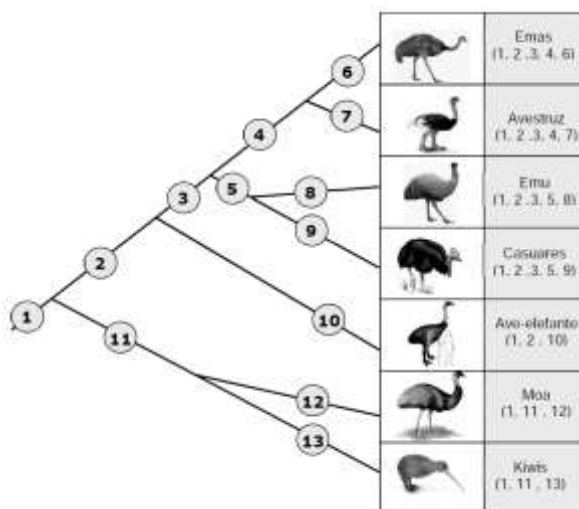 Emas
(1, 2 .3, 4, 6)
6
7
Avestruz
(1, 2 .3, 4, 7)
4
5
8
Emu
(1, 2 .3, 5, 8)
3
9
Casuares
(1, 2 .3, 5, 9)
2
10
Ave-elefante
(1, 2 . 10)
1
11
12
Moa
(1, 11 , 12)
13
Kiwis
(1, 11 , 13)